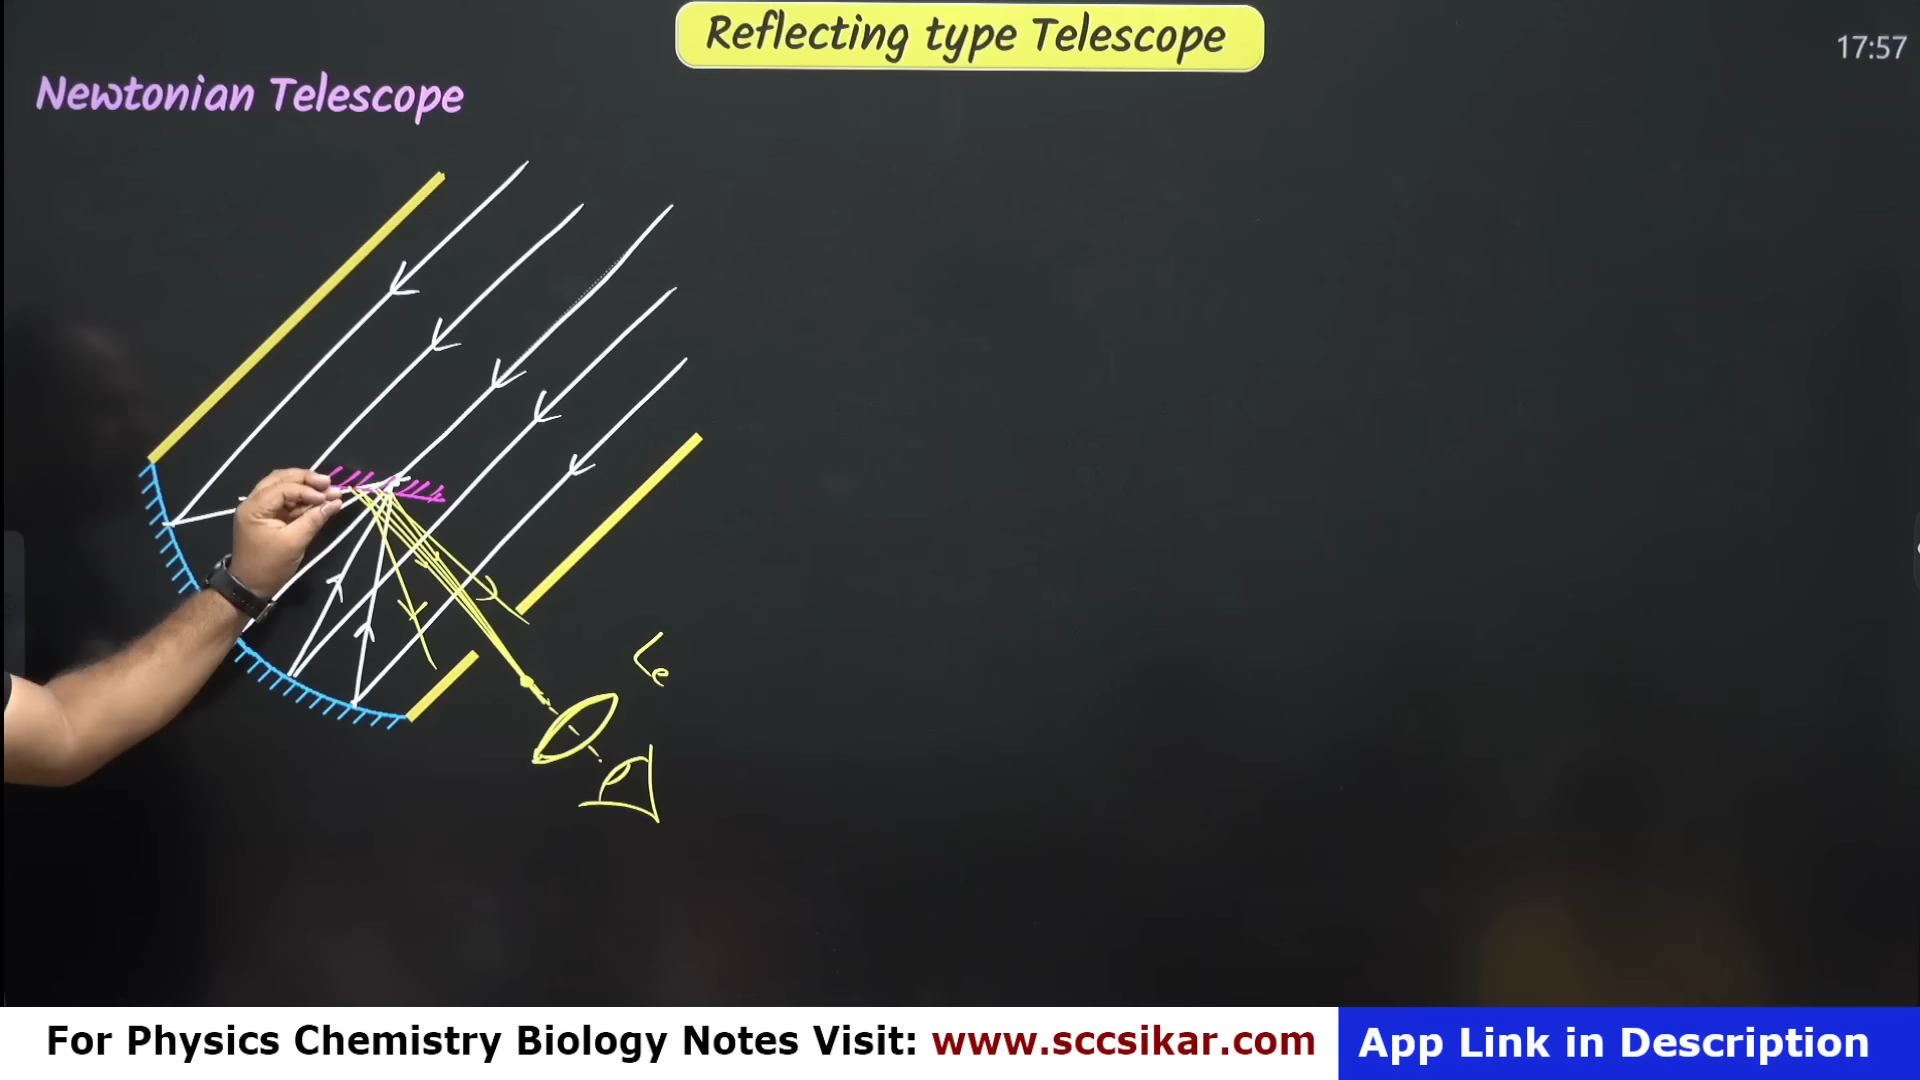 Reflecting type Telescope
17:57
Newtonian Telescope
Le
For Physics Chemistry Biology Notes Visit: www.sccsikar.com
App Link in Description